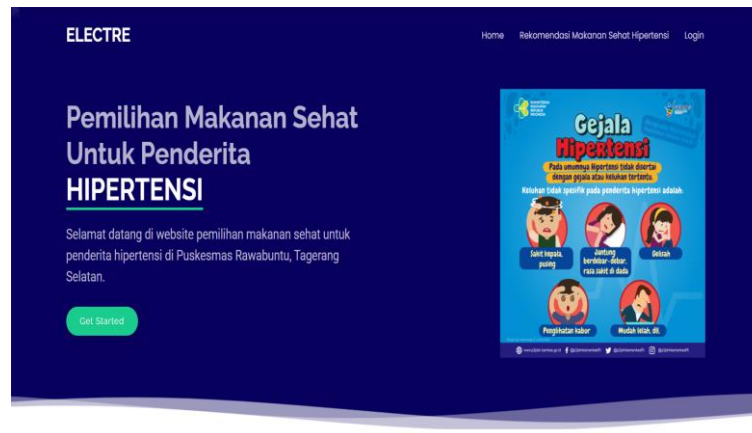 ELECTRE
Home Rekomendasi Makanan Sehat Hipertensi Login
Pemilihan Makanan Sehat
Untuk Penderita
HIPERTENSI
Selamat datang di website pemilihan makanan sehat untuk
penderita hipertensi di Puskesmas Rawabuntu, Tagerang
Selatan.
Get Started
Gejala
Hipertensi
Pada umumnya Hipertensi tidak disertai
dengan gejala atau keluhan tertentu.
Keluhan tidak spesifik pada penderita hipertensi adalah:
Sakit kepala,
pusing
Jantung
berdebar-debar,
rasa sakit di dada
Gelisah
Penglihatan kabur
Mudah lelah, dll.